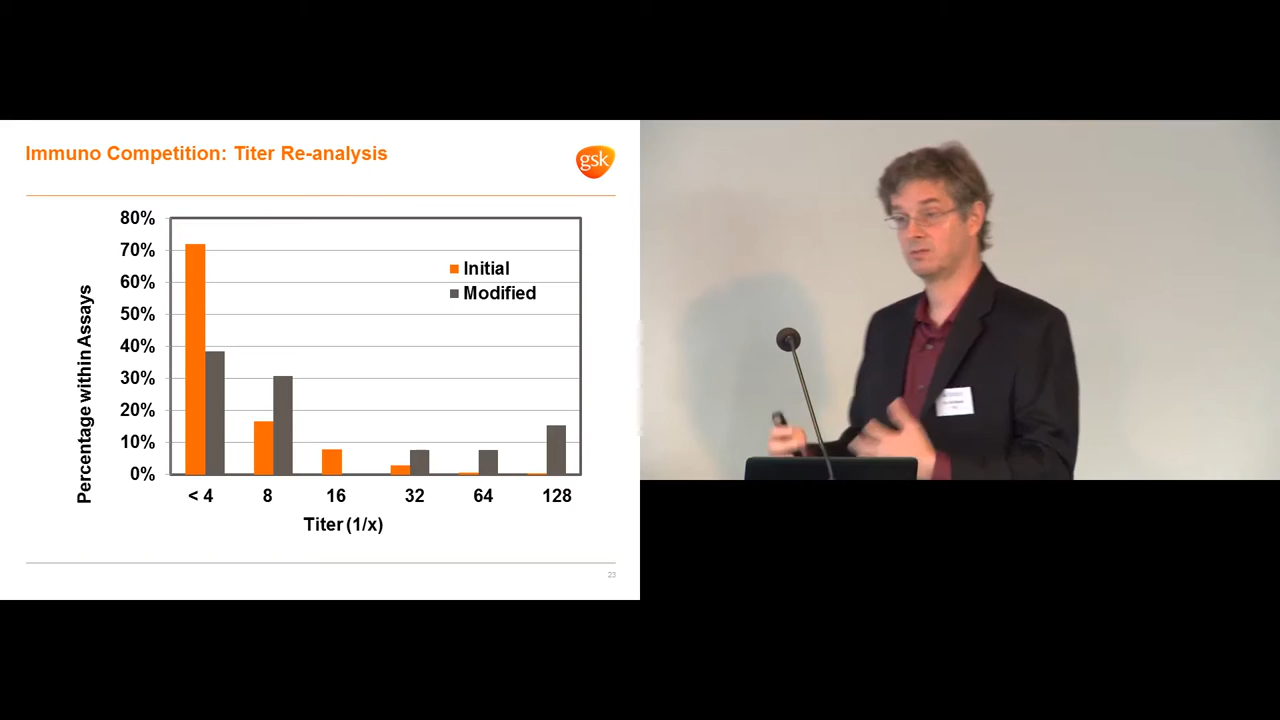 Immuno Competition: Titer Re-analysis
gsk
80%
70%
60%
50%
40%
30%
20%
10%
0%
Percentage within Assays
Initial
Modified
< 4 8 16 32 64 128
Titer (1/x)
23